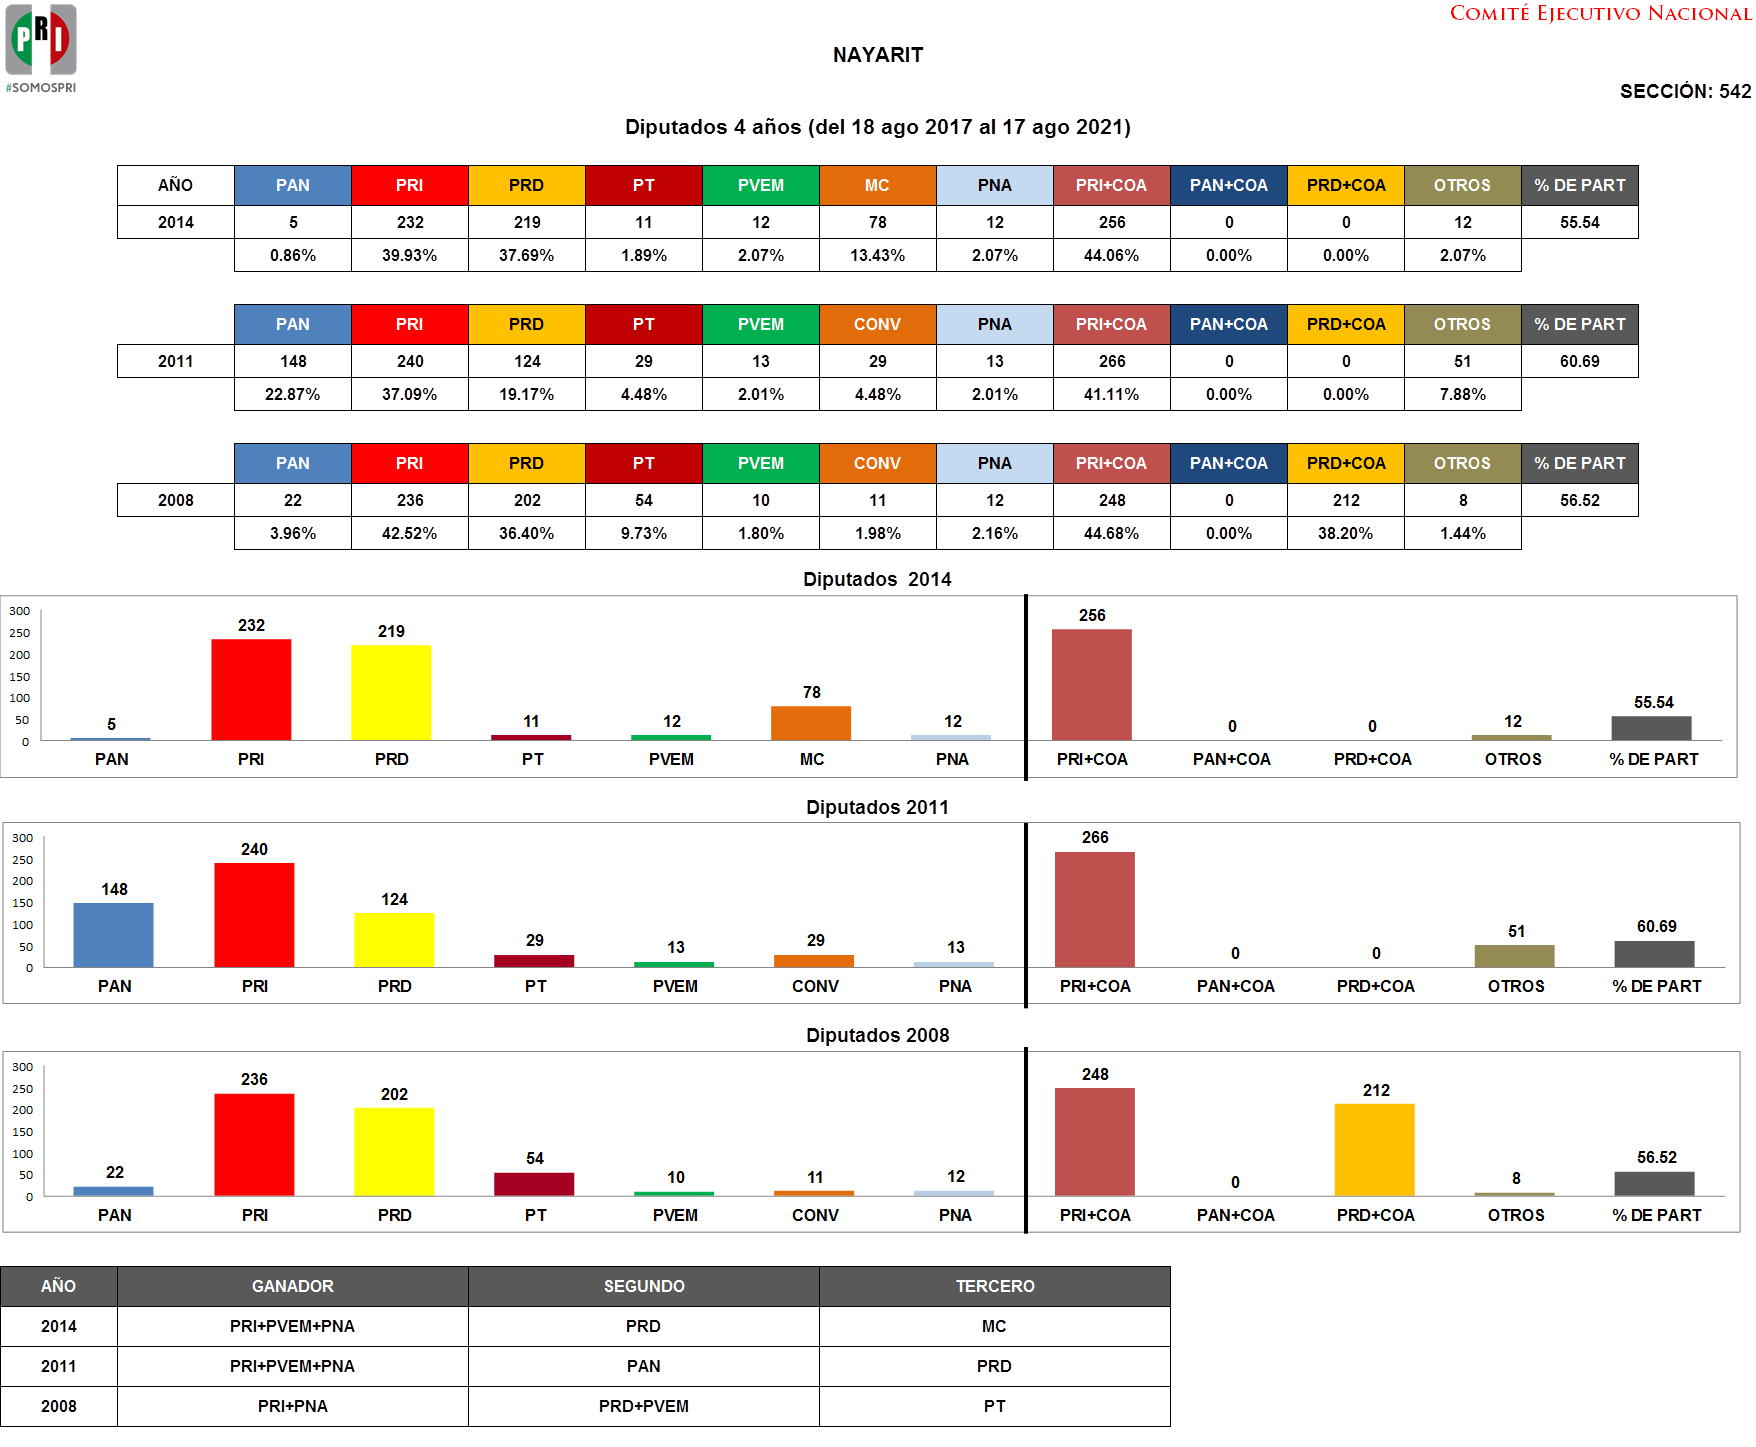 COMITÉ EJECUTIVO NACIONAL
PRI
#SOMOSPRI
NAYARIT
SECCIÓN: 542
Diputados 4 años (del 18 ago 2017 al 17 ago 2021)
AÑO PAN PRI PRD PT PVEM MC PNA PRI+COA PAN+COA PRD+COA OTROS % DE PART
2014 5 232 219 11 12 78 12 256 0 0 12 55.54
0.86% 39.93% 37.69% 1.89% 2.07% 13.43% 2.07% 44.06% 0.00% 0.00% 2.07%
PAN PRI PRD PT PVEM CONV PNA PRI+COA PAN+COA PRD+COA OTROS % DE PART
2011 148 240 124 29 13 29 13 266 0 0 51 60.69
22.87% 37.09% 19.17% 4.48% 2.01% 4.48% 2.01% 41.11% 0.00% 0.00% 7.88%
PAN PRI PRD PT PVEM CONV PNA PRI+COA PAN+COA PRD+COA OTROS % DE PART
2008 22 236 202 54 10 11 12 248 0 212 8 56.52
3.96% 42.52% 36.40% 9.73% 1.80% 1.98% 2.16% 44.68% 0.00% 38.20% 1.44%
Diputados 2014
300
250
200
150
100
50
0
5 232 219 11 12 78 12 256 0 0 12 55.54
PAN PRI PRD PT PVEM MC PNA PRI+COA PAN+COA PRD+COA OTROS % DE PART
Diputados 2011
300
250
200
150
100
50
0
148 240 124 29 13 29 13 266 0 0 51 60.69
PAN PRI PRD PT PVEM CONV PNA PRI+COA PAN+COA PRD+COA OTROS % DE PART
Diputados 2008
300
250
200
150
100
50
0
22 236 202 54 10 11 12 248 0 212 8 56.52
PAN PRI PRD PT PVEM CONV PNA PRI+COA PAN+COA PRD+COA OTROS % DE PART
AÑO GANADOR SEGUNDO TERCERO
2014 PRI+PVEM+PNA PRD MC
2011 PRI+PVEM+PNA PAN PRD
2008 PRI+PNA PRD+PVEM PT